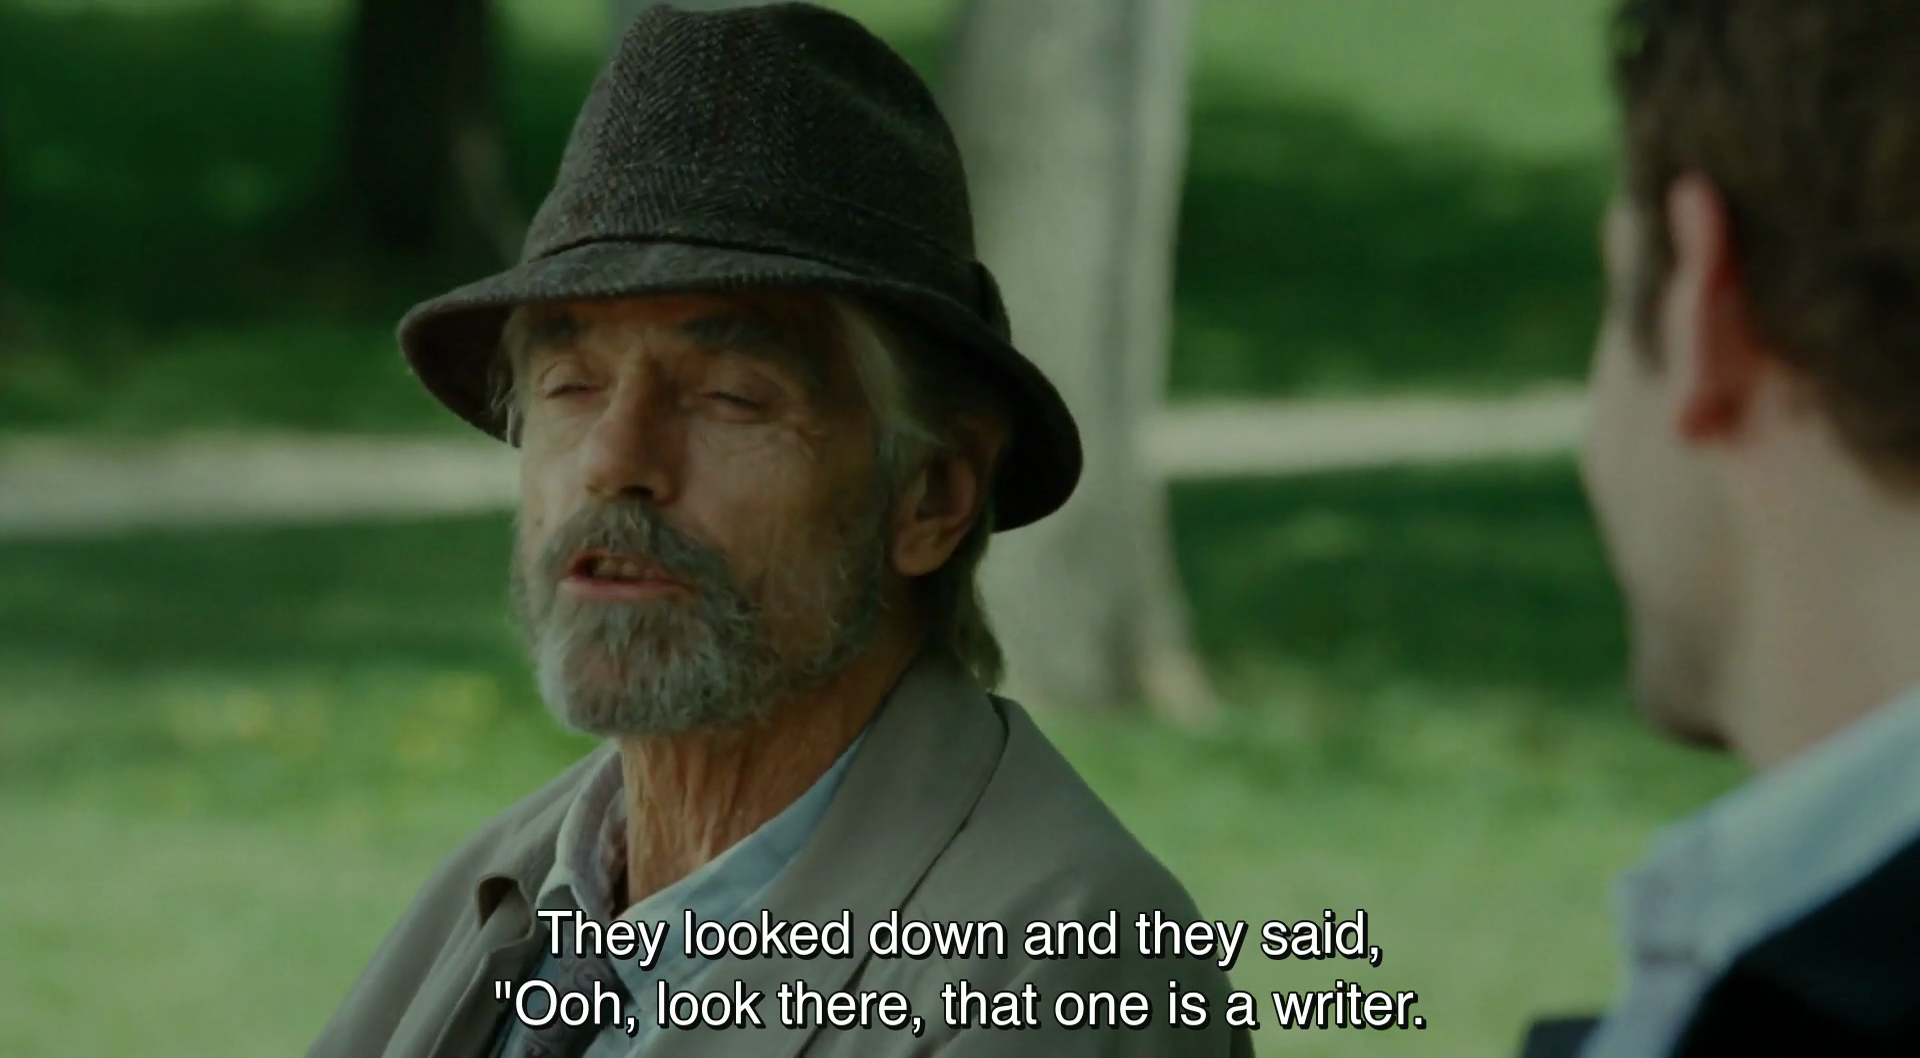 They looked down and they said,
"Ooh, look there, that one is a writer.